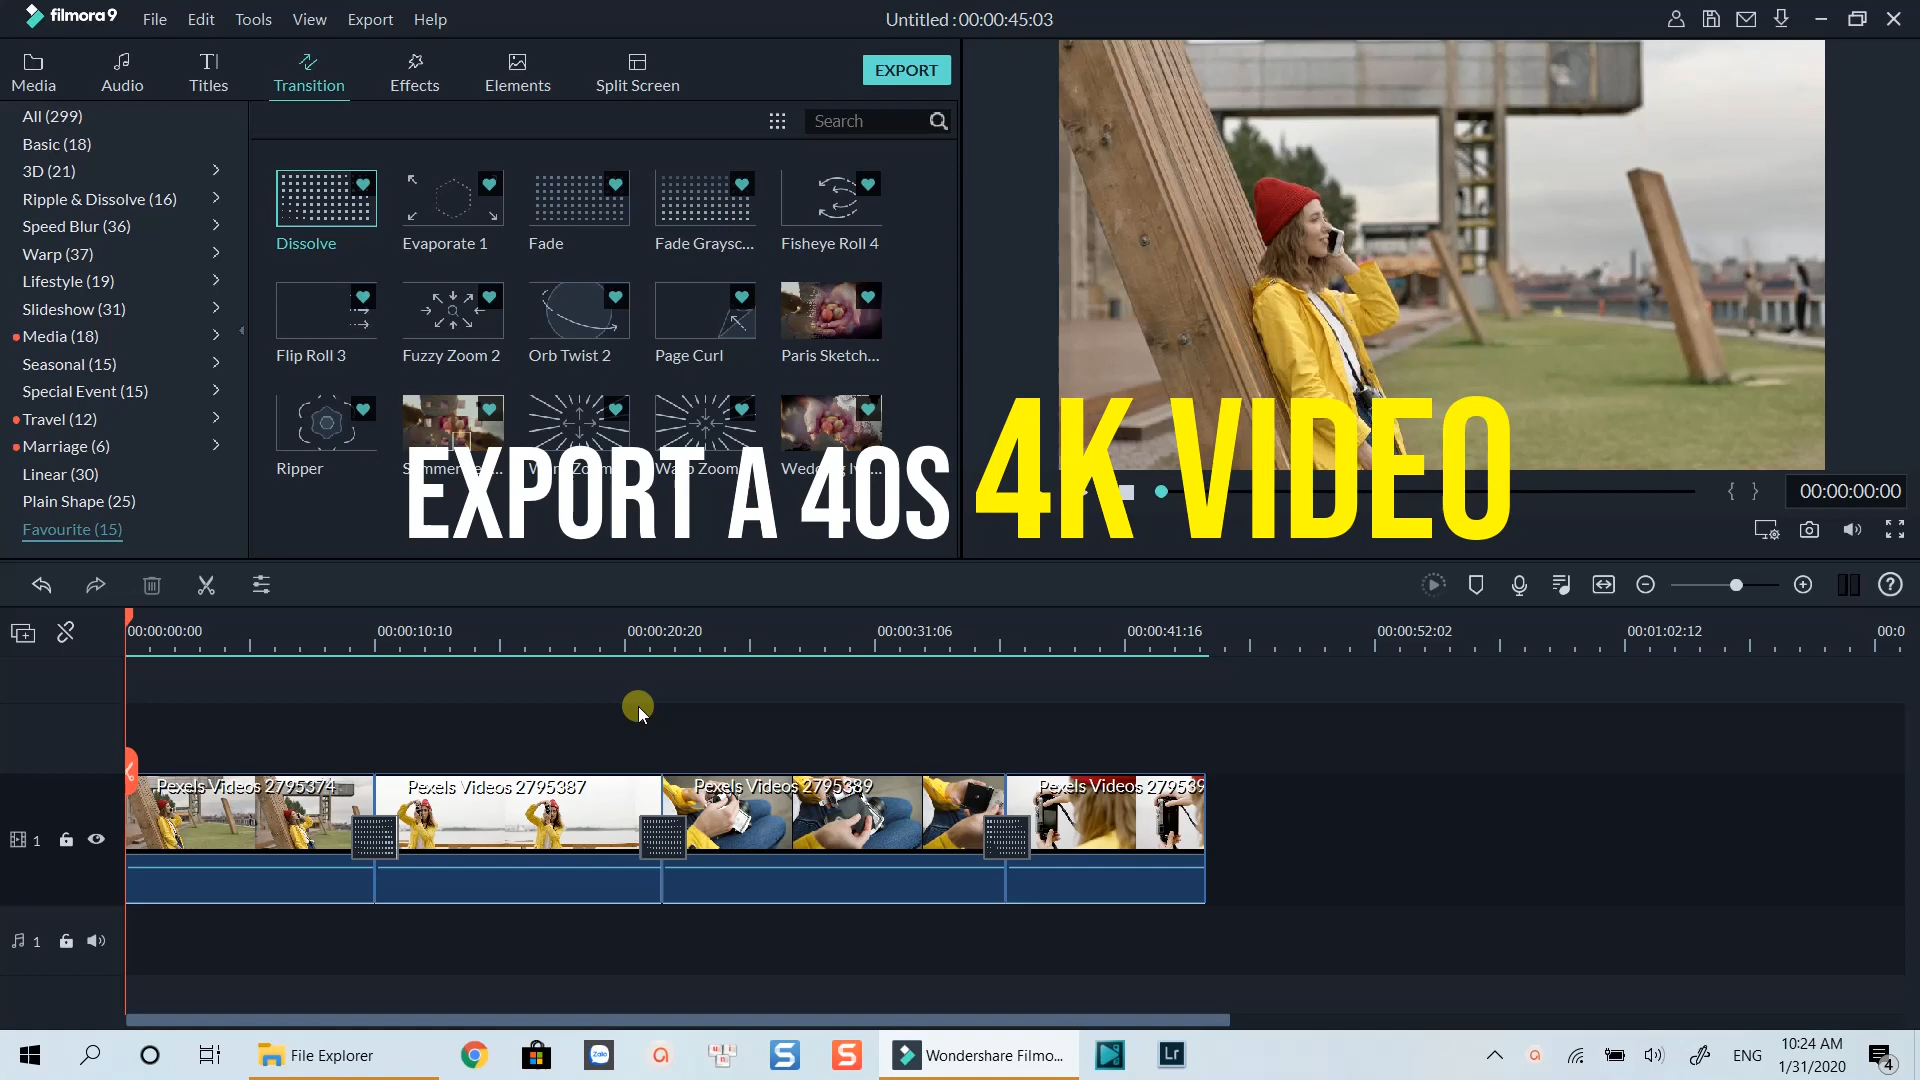 filmora9
File Edit Tools View Export Help
Untitled : 00:00:45:03
Media Audio Titles Transition Effects Elements Split Screen
EXPORT
Search
All (299)
Basic (18)
3D (21)
Ripple & Dissolve (16)
Speed Blur (36)
Warp (37)
Lifestyle (19)
Slideshow (31)
Media (18)
Seasonal (15)
Special Event (15)
Travel (12)
Marriage (6)
Linear (30)
Plain Shape (25)
Favourite (15)
Dissolve Evaporate 1 Fade Fade Graysc... Fisheye Roll 4
Flip Roll 3 Fuzzy Zoom 2 Orb Twist 2 Page Curl Paris Sketch...
Ripper
EXPORT A 40S 4K VIDEO
00:00:00:00
00:00:00:00 00:00:10:10 00:00:20:20 00:00:31:06 00:00:41:16 00:00:52:02 00:01:02:12 00:0
Pexels Videos 2795374 Pexels Videos 2795387 Pexels Videos 2795389 Pexels Videos 279539
1
1
File Explorer
Zalo
Wondershare Filmo...
Lr
ENG
10:24 AM
1/31/2020
4